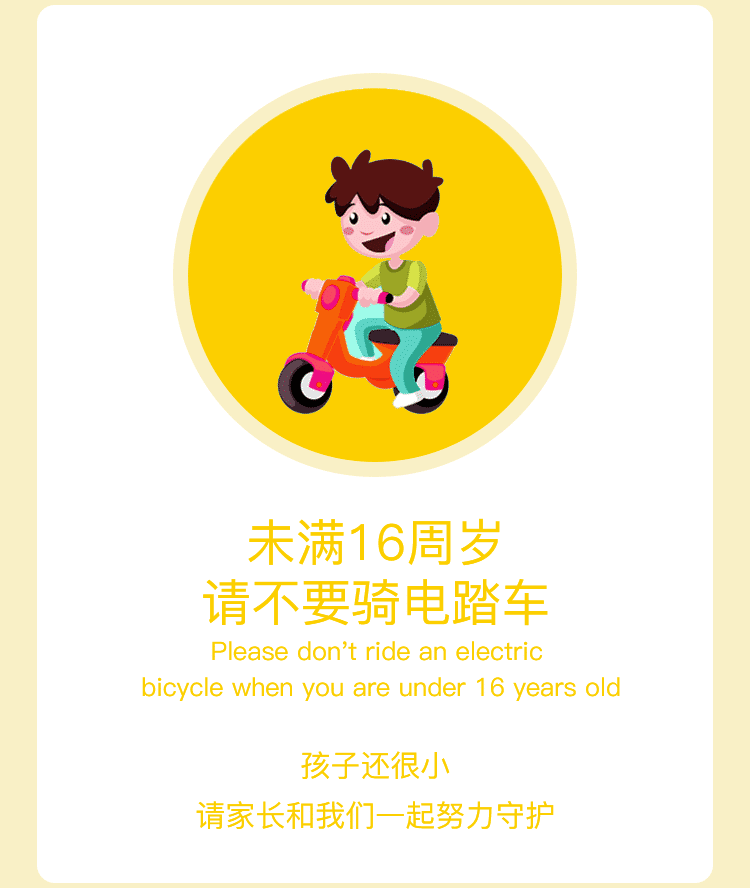 未满16周岁
请不要骑电踏车
Please don't ride an electric
bicycle when you are under 16 years old
孩子还很小
请家长和我们一起努力守护